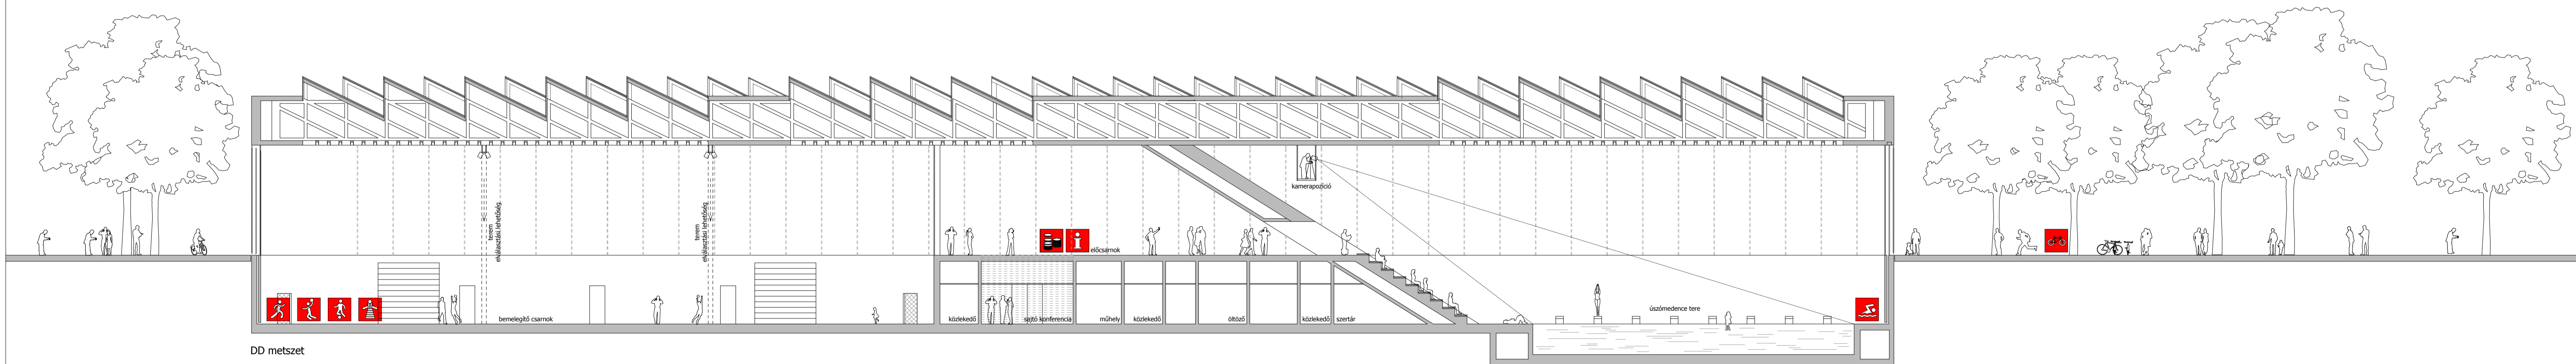 kamerapozíció
terem
elválasztási lehetőség
terem
elválasztási lehetőség
előcsarnok
bemelegítő csarnok
közlekedő
sajtó konferencia
műhely
közlekedő
öltöző
közlekedő
szertár
úszómedence tere
DD metszet